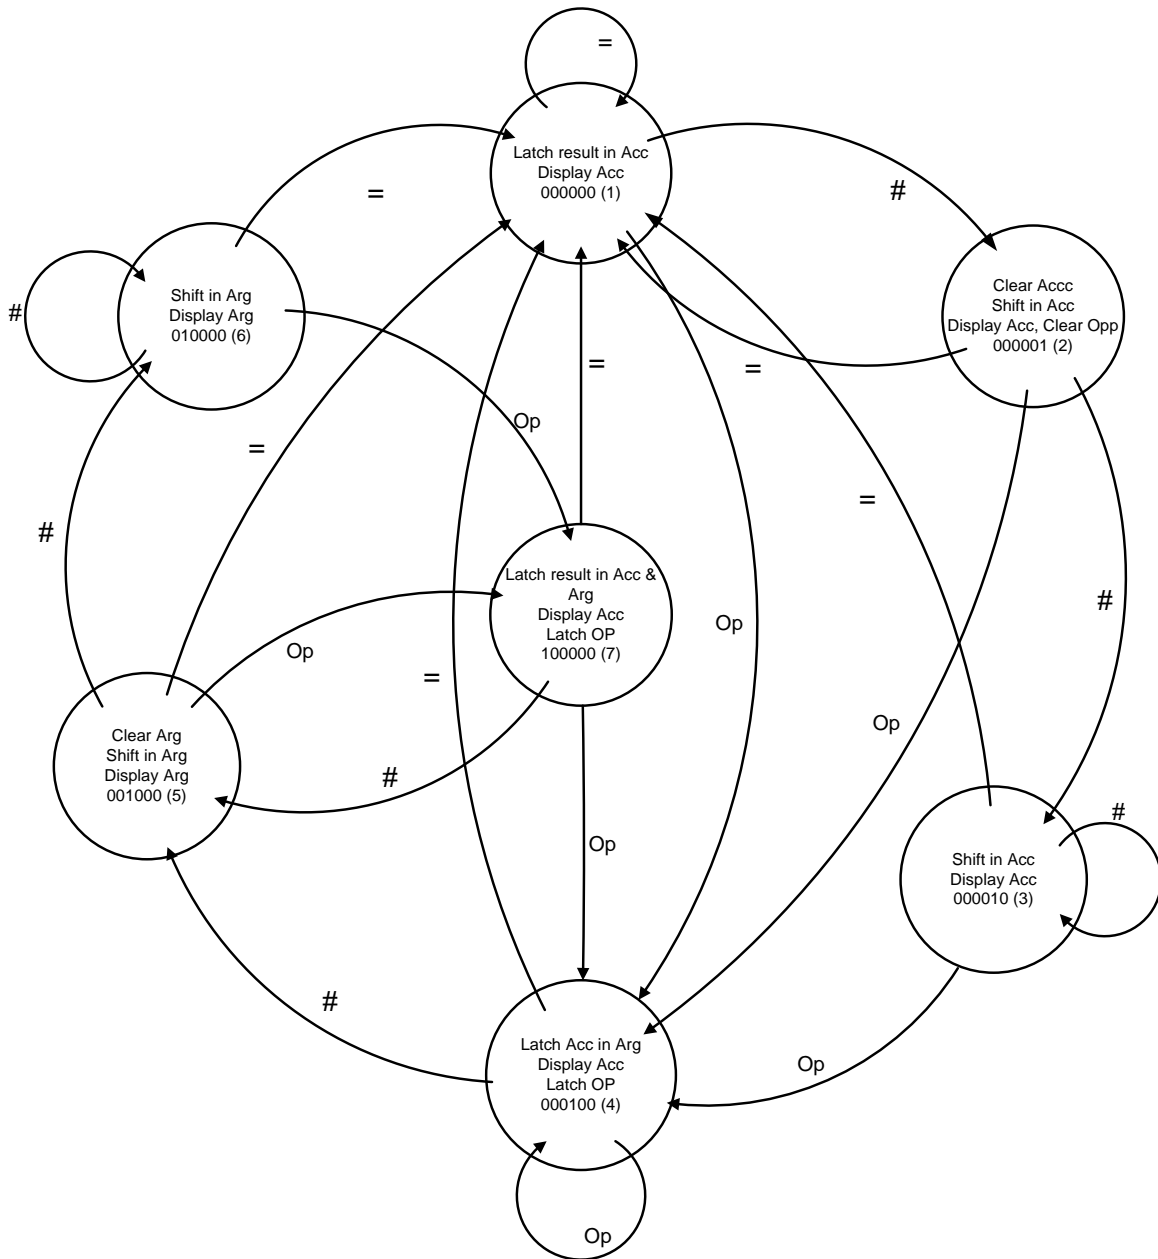 =
Latch result in Acc
Display Acc
000000 (1)
=
#
Shift in Arg
Display Arg
010000 (6)
#
Clear Accc
Shift in Acc
Display Acc, Clear Opp
000001 (2)
=
=
Op
=
=
#
Latch result in Acc &
Arg
Display Acc
Latch OP
100000 (7)
#
Op
Op
=
Op
Clear Arg
Shift in Arg
Display Arg
001000 (5)
#
Op
#
Shift in Acc
Display Acc
000010 (3)
#
Latch Acc in Arg
Display Acc
Latch OP
000100 (4)
Op
Op